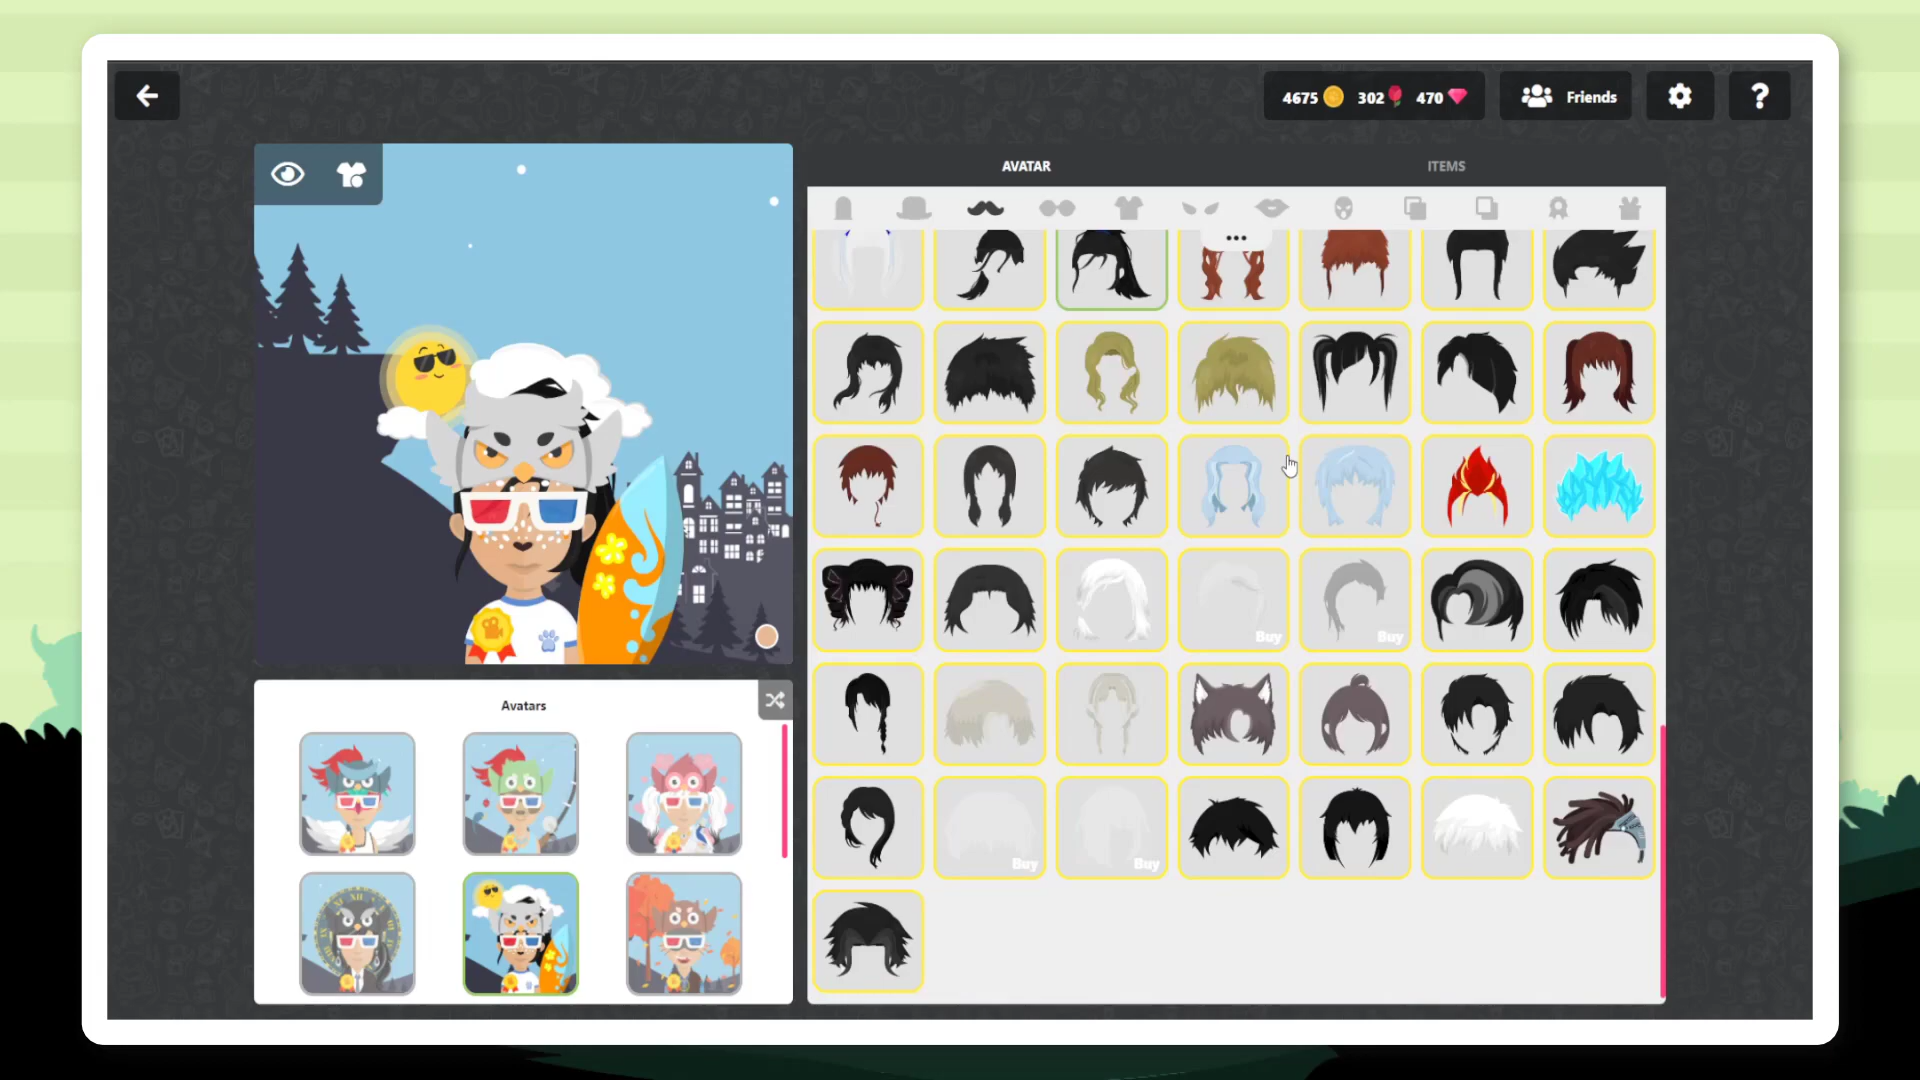 4675 302 470 Friends ?
AVATAR ITEMS
•••
Buy Buy
Avatars
Buy Buy